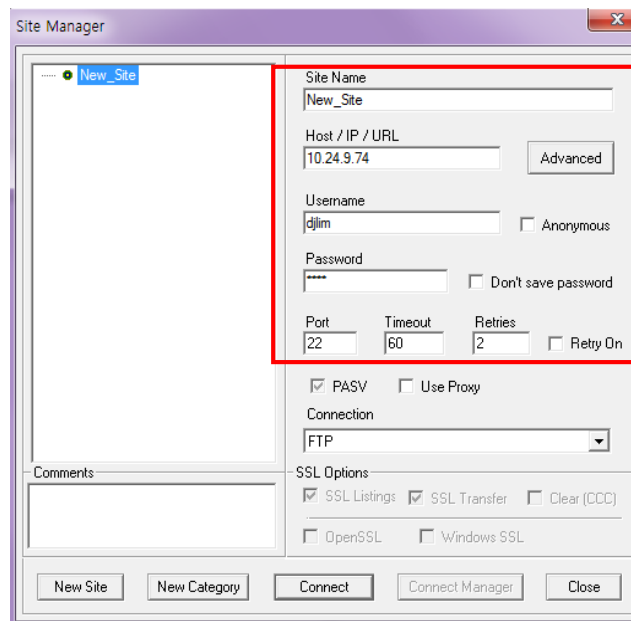 Site Manager
New_Site
Site Name
New_Site
Host / IP / URL
10.24.9.74
Advanced
Username
djlim
Anonymous
Password
****
Don't save password
Port Timeout Retries
22 60 2 Retry On
PASV Use Proxy
Connection
FTP
Comments
SSL Options
SSL Listings SSL Transfer Clear (CCC)
OpenSSL Windows SSL
New Site New Category Connect Connect Manager Close